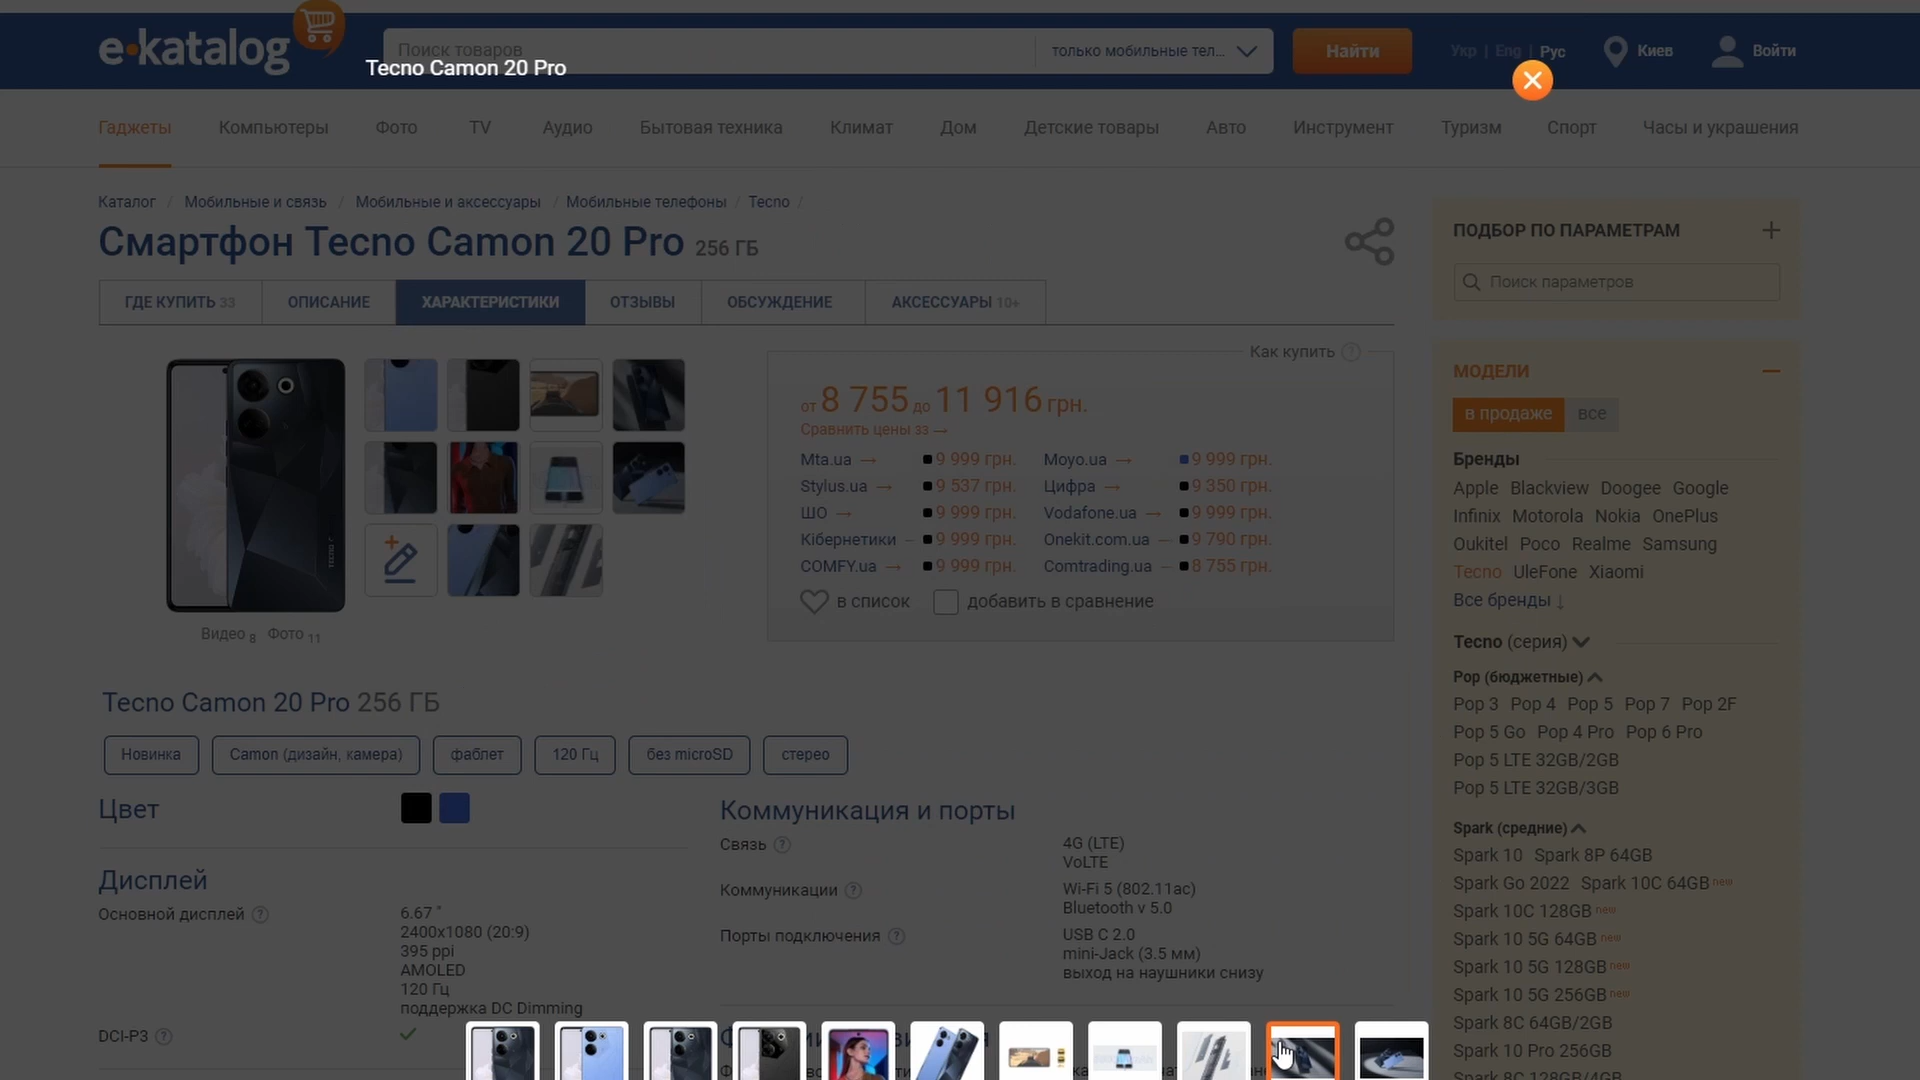 e-katalog
Поиск товаров
только мобильные тел...
Найти
Укр | Eng | Рус
Киев
Войти
Tecno Camon 20 Pro
Гаджеты Компьютеры Фото TV Аудио Бытовая техника Климат Дом Детские товары Авто Инструмент Туризм Спорт Часы и украшения
Каталог / Мобильные и связь / Мобильные и аксессуары / Мобильные телефоны / Tecno /
Смартфон Tecno Camon 20 Pro 256 ГБ
ГДЕ КУПИТЬ 33 ОПИСАНИЕ ХАРАКТЕРИСТИКИ ОТЗЫВЫ ОБСУЖДЕНИЕ АКСЕССУАРЫ 10+
Видео 8 Фото 11
Как купить ?
от 8 755 до 11 916 грн.
Сравнить цены 33 →
Mta.ua → 9 999 грн. Moyo.ua → 9 999 грн.
Stylus.ua → 9 537 грн. Цифра → 9 350 грн.
ШО → 9 999 грн. Vodafone.ua → 9 999 грн.
Кібернетики 9 999 грн. Onekit.com.ua 9 790 грн.
COMFY.ua → 9 999 грн. Comtrading.ua 8 755 грн.
в список добавить в сравнение
Tecno Camon 20 Pro 256 ГБ
Новинка Camon (дизайн, камера) фаблет 120 Гц без microSD стерео
Цвет
Дисплей
Основной дисплей ?
6.67 "
2400x1080 (20:9)
395 ppi
AMOLED
120 Гц
поддержка DC Dimming
DCI-P3 ?
Коммуникация и порты
Связь ?
4G (LTE)
VoLTE
Коммуникации ?
Wi-Fi 5 (802.11ac)
Bluetooth v 5.0
Порты подключения ?
USB C 2.0
mini-Jack (3.5 мм)
выход на наушники снизу
ПОДБОР ПО ПАРАМЕТРАМ +
Поиск параметров
МОДЕЛИ
в продаже все
Бренды
Apple Blackview Doogee Google
Infinix Motorola Nokia OnePlus
Oukitel Poco Realme Samsung
Tecno UleFone Xiaomi
Все бренды ↓
Tecno (серия)
Pop (бюджетные)
Pop 3 Pop 4 Pop 5 Pop 7 Pop 2F
Pop 5 Go Pop 4 Pro Pop 6 Pro
Pop 5 LTE 32GB/2GB
Pop 5 LTE 32GB/3GB
Spark (средние)
Spark 10 Spark 8P 64GB
Spark Go 2022 Spark 10C 64GB new
Spark 10C 128GB new
Spark 10 5G 64GB new
Spark 10 5G 128GB new
Spark 10 5G 256GB new
Spark 8C 64GB/2GB
Spark 10 Pro 256GB
Spark 8C 128GB/4GB